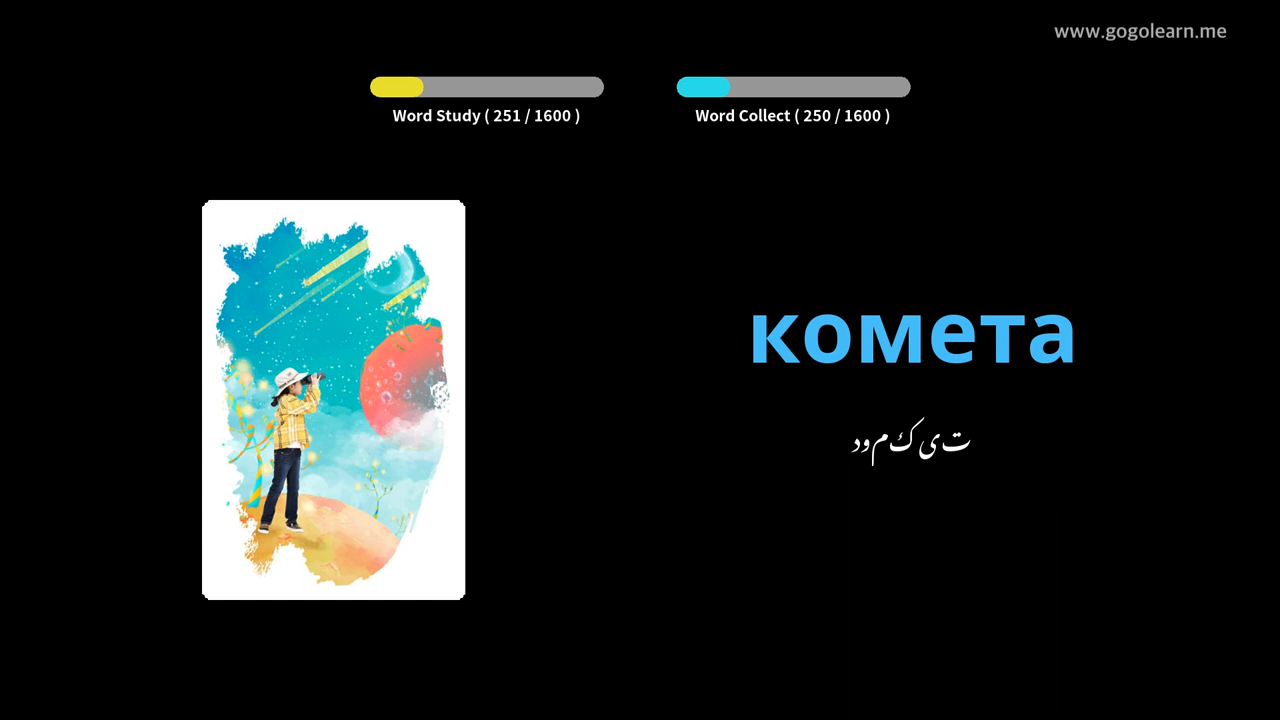 www.gogolearn.me
Word Study ( 251 / 1600 )
Word Collect ( 250 / 1600 )
комета
ت ی ک م و د